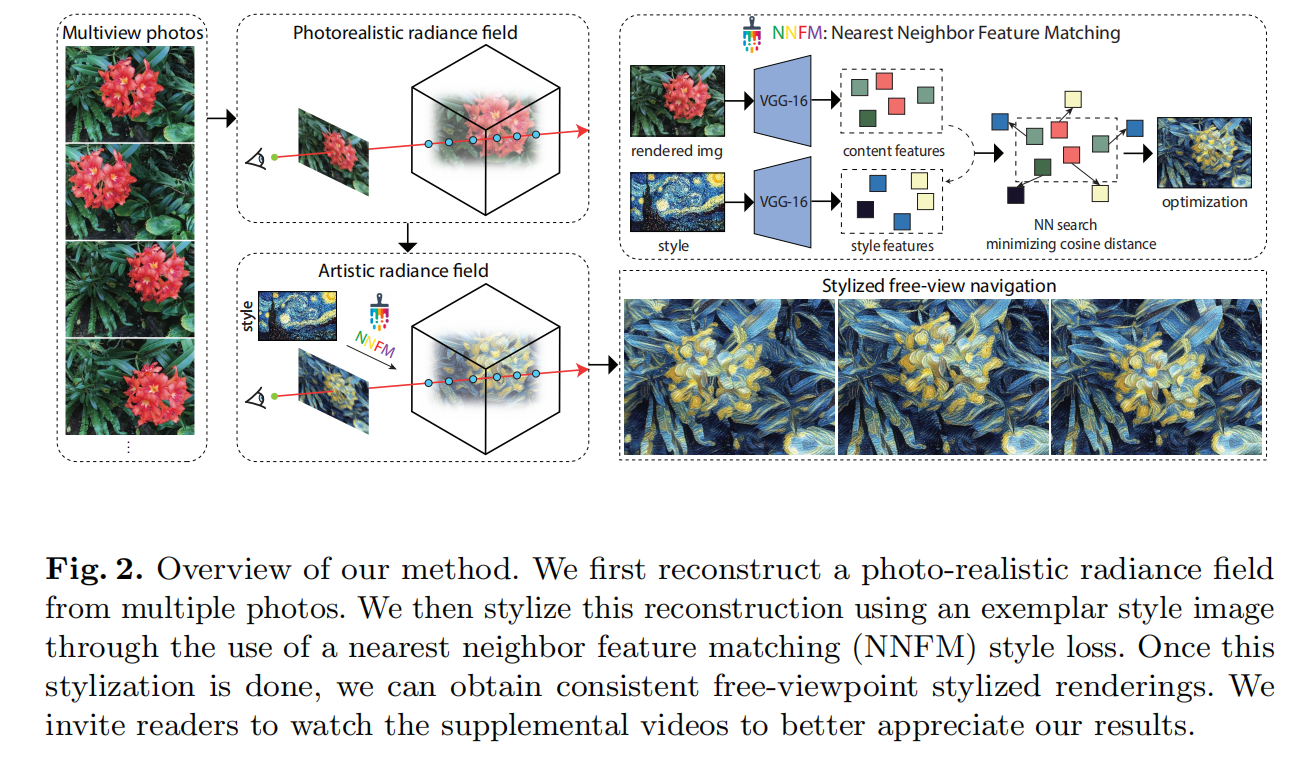 Multiview photos
⋮
Photorealistic radiance field
Artistic radiance field
style
NNFM
NNFM: Nearest Neighbor Feature Matching
VGG-16
rendered img
content features
VGG-16
style
style features
NN search
minimizing cosine distance
optimization
Stylized free-view navigation
Fig. 2. Overview of our method. We first reconstruct a photo-realistic radiance field
from multiple photos. We then stylize this reconstruction using an exemplar style image
through the use of a nearest neighbor feature matching (NNFM) style loss. Once this
stylization is done, we can obtain consistent free-viewpoint stylized renderings. We
invite readers to watch the supplemental videos to better appreciate our results.